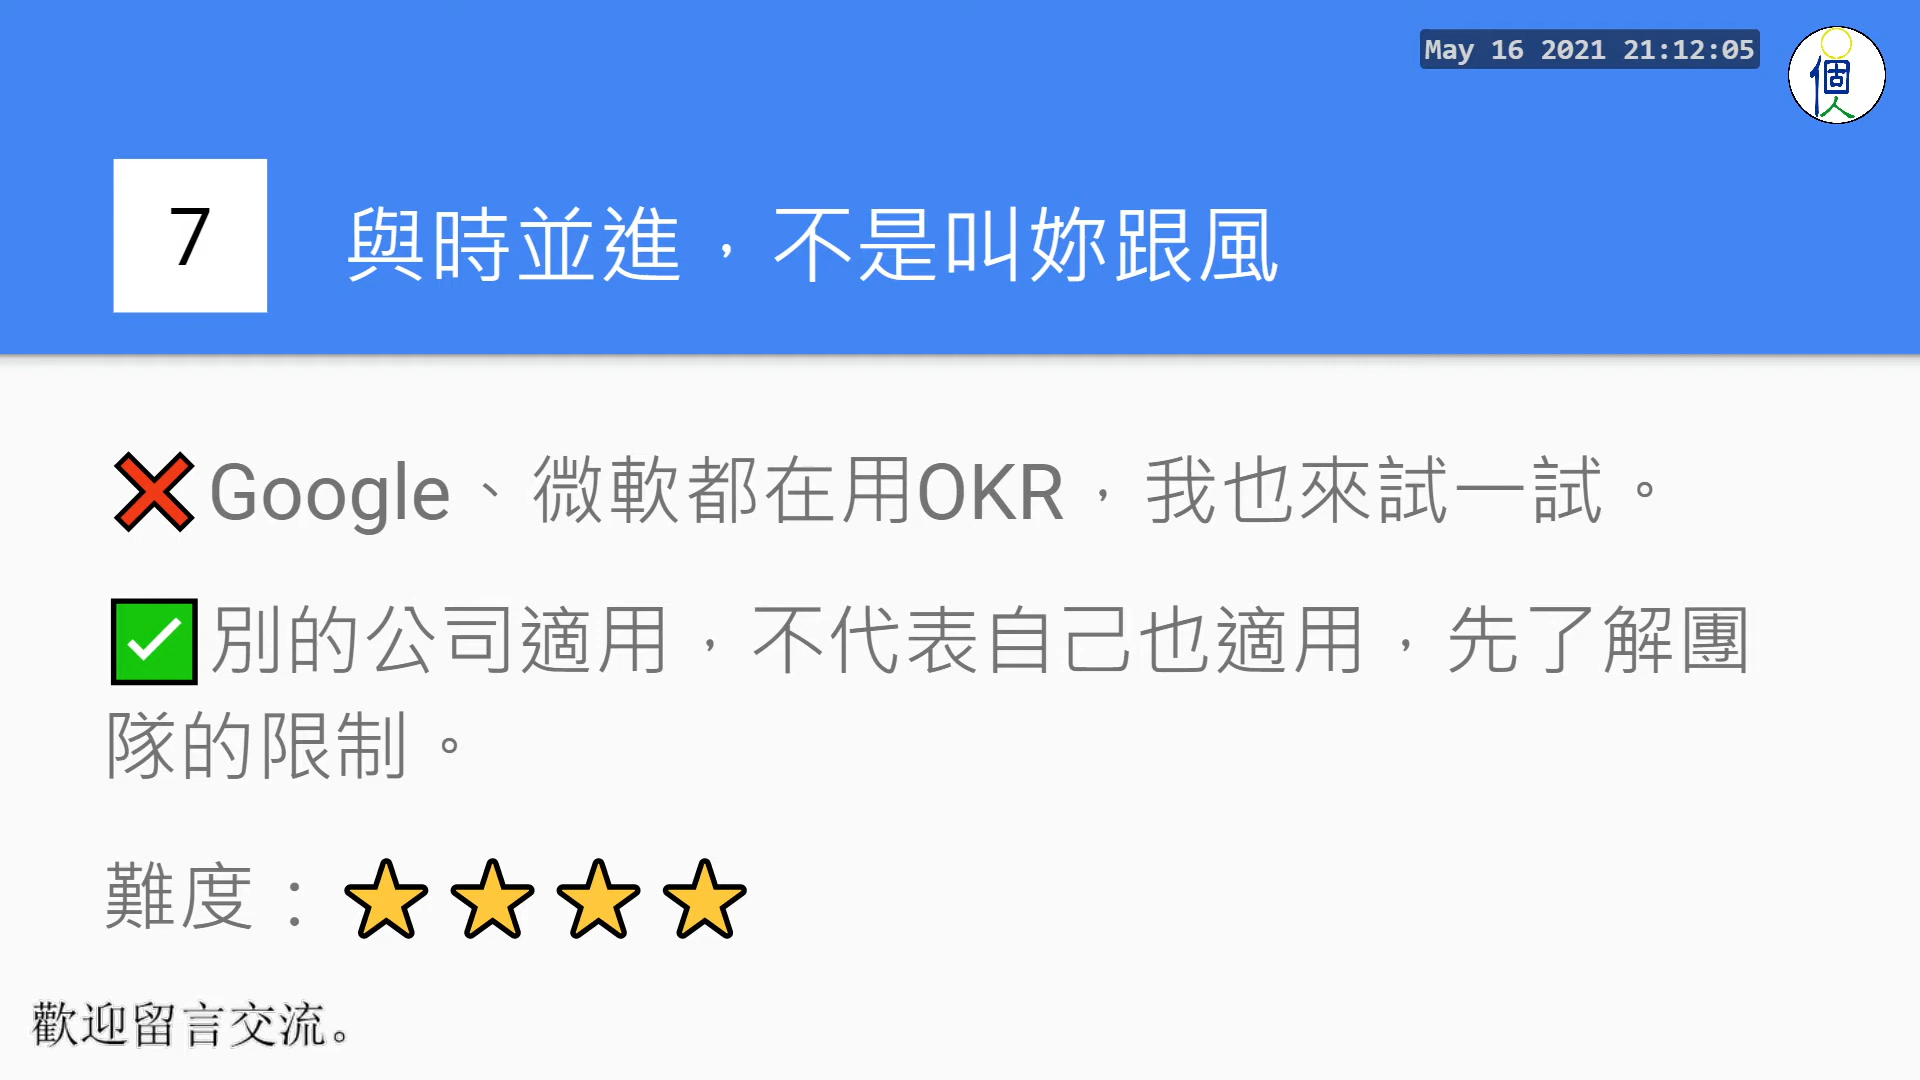 May 16 2021 21:12:05
個人
7
與時並進，不是叫妳跟風
❌Google、微軟都在用OKR，我也來試一試。
✅別的公司適用，不代表自己也適用，先了解團
隊的限制。
難度：⭐⭐⭐⭐
歡迎留言交流。